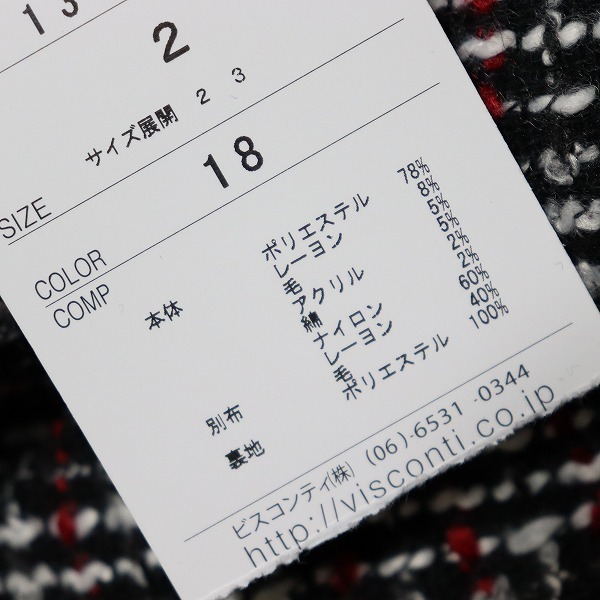 13
2
サイズ展開 2 3
SIZE 18
COLOR
COMP 本体 ポリエステル 78%
レーヨン 8%
毛 5%
アクリル 5%
綿 2%
ナイロン 2%
別布 レーヨン 60%
毛 40%
裏地 ポリエステル 100%
ビスコンティ(株) (06)-6531-0344
http://visconti.co.jp